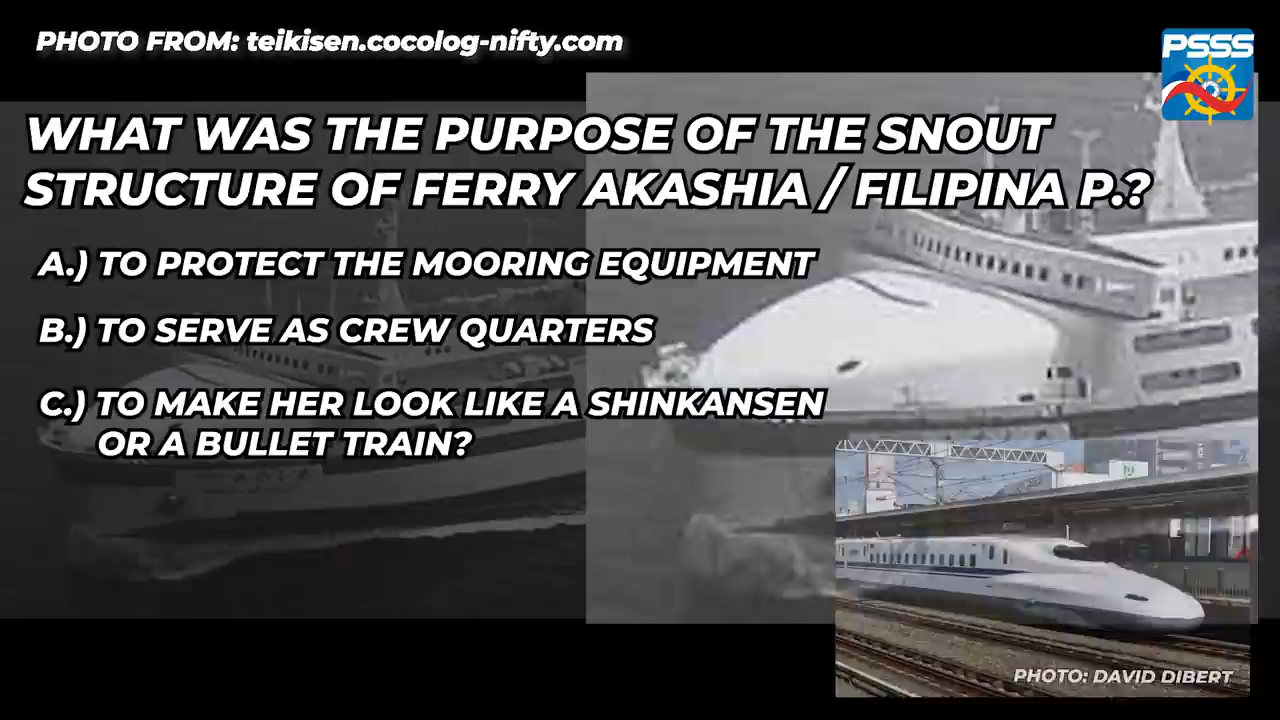 PHOTO FROM: teikisen.cocolog-nifty.com
PSSS
WHAT WAS THE PURPOSE OF THE SNOUT
STRUCTURE OF FERRY AKASHIA / FILIPINA P.?
A.) TO PROTECT THE MOORING EQUIPMENT
B.) TO SERVE AS CREW QUARTERS
C.) TO MAKE HER LOOK LIKE A SHINKANSEN
OR A BULLET TRAIN?
PHOTO: DAVID DIBERT